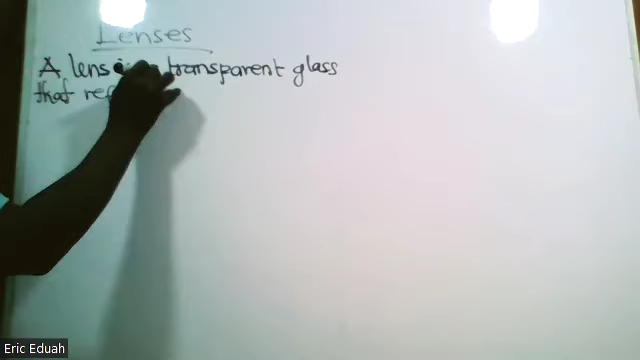 Lenses
A lens transparent glass
that
Eric Eduah